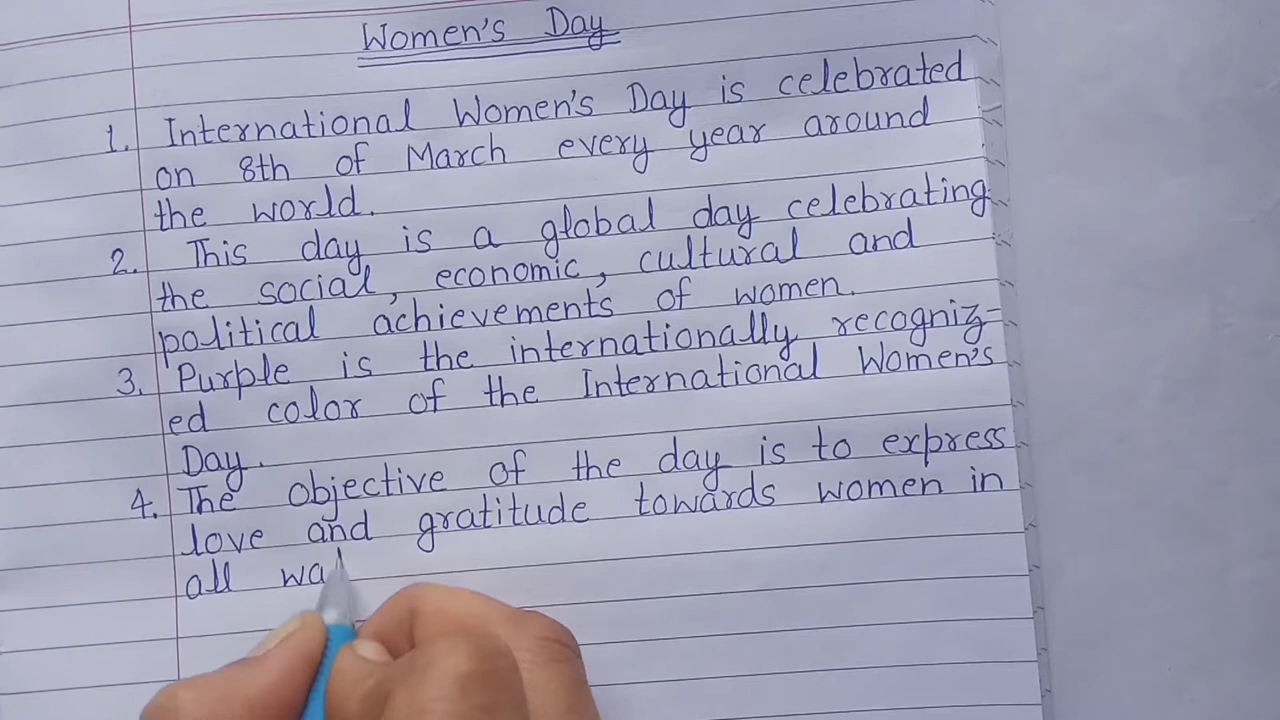 Women's Day
1. International Women's Day is celebrated
on 8th of March every year around
the world.
2. This day is a global day celebrating
the social, economic, cultural and
political achievements of women.
3. Purple is the internationally recogniz-
ed color of the International Women's
Day.
4. The objective of the day is to express
love and gratitude towards women in
all wa